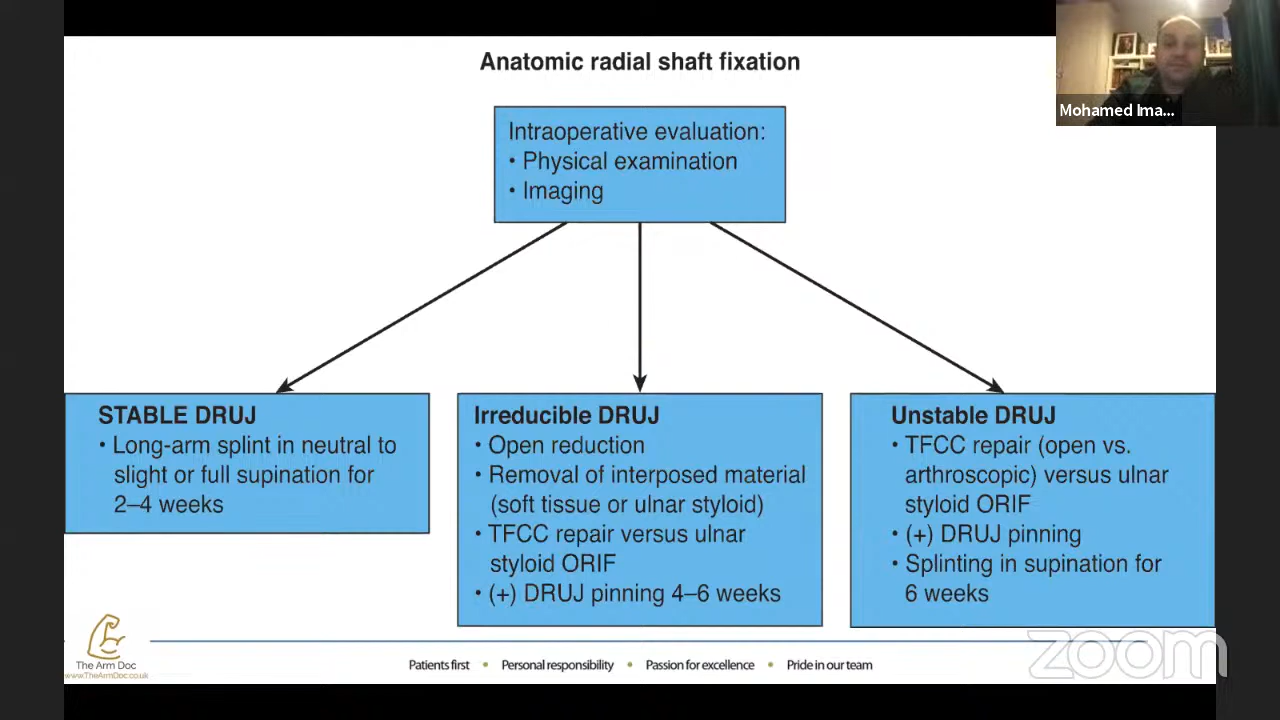 Anatomic radial shaft fixation
Mohamed Ima...
Intraoperative evaluation:
• Physical examination
• Imaging
STABLE DRUJ
• Long-arm splint in neutral to
slight or full supination for
2–4 weeks
Irreducible DRUJ
• Open reduction
• Removal of interposed material
(soft tissue or ulnar styloid)
• TFCC repair versus ulnar
styloid ORIF
• (+) DRUJ pinning 4–6 weeks
Unstable DRUJ
• TFCC repair (open vs.
arthroscopic) versus ulnar
styloid ORIF
• (+) DRUJ pinning
• Splinting in supination for
6 weeks
The Arm Doc
www.TheArmDoc.co.uk
Patients first • Personal responsibility • Passion for excellence • Pride in our team
zoom